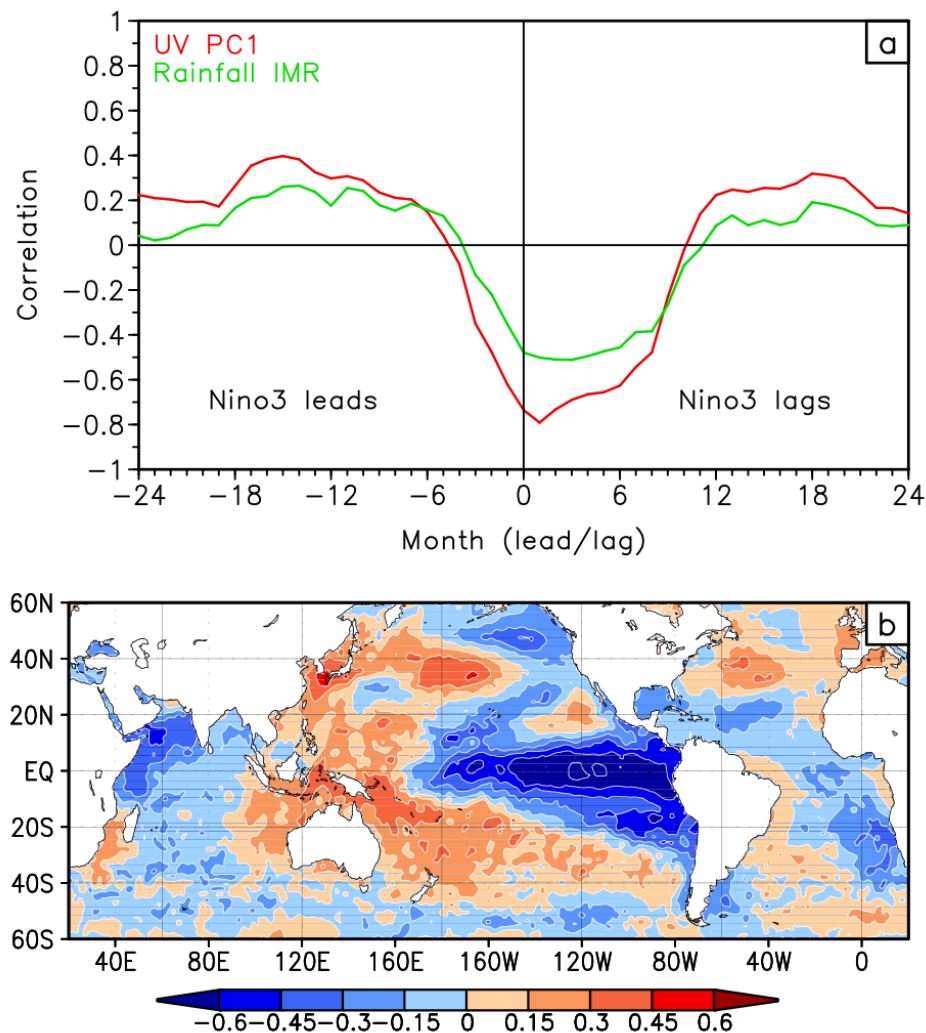 1
0.8
0.6
0.4
0.2
0
−0.2
−0.4
−0.6
−0.8
−1
Correlation
UV PC1
Rainfall IMR
a
Nino3 leads
Nino3 lags
−24 −18 −12 −6 0 6 12 18 24
Month (lead/lag)
b
60N
40N
20N
EQ
20S
40S
60S
40E 80E 120E 160E 160W 120W 80W 40W 0
−0.6 −0.45 −0.3 −0.15 0 0.15 0.3 0.45 0.6